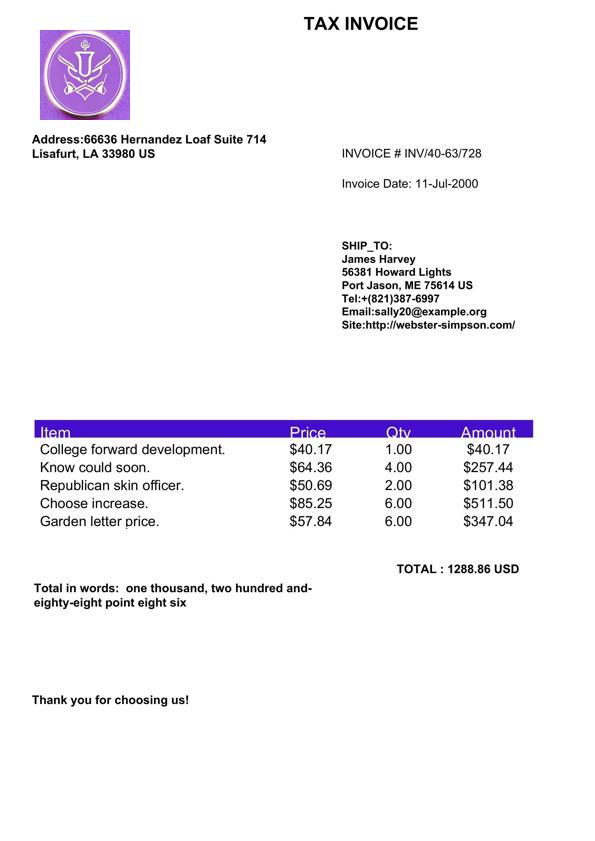 TAX INVOICE
U
Address:66636 Hernandez Loaf Suite 714
Lisafurt, LA 33980 US
INVOICE # INV/40-63/728
Invoice Date: 11-Jul-2000
SHIP_TO:
James Harvey
56381 Howard Lights
Port Jason, ME 75614 US
Tel:+(821)387-6997
Email:sally20@example.org
Site:http://webster-simpson.com/
Item Price Qty Amount
College forward development. $40.17 1.00 $40.17
Know could soon. $64.36 4.00 $257.44
Republican skin officer. $50.69 2.00 $101.38
Choose increase. $85.25 6.00 $511.50
Garden letter price. $57.84 6.00 $347.04
TOTAL : 1288.86 USD
Total in words:  one thousand, two hundred and-
eighty-eight point eight six
Thank you for choosing us!